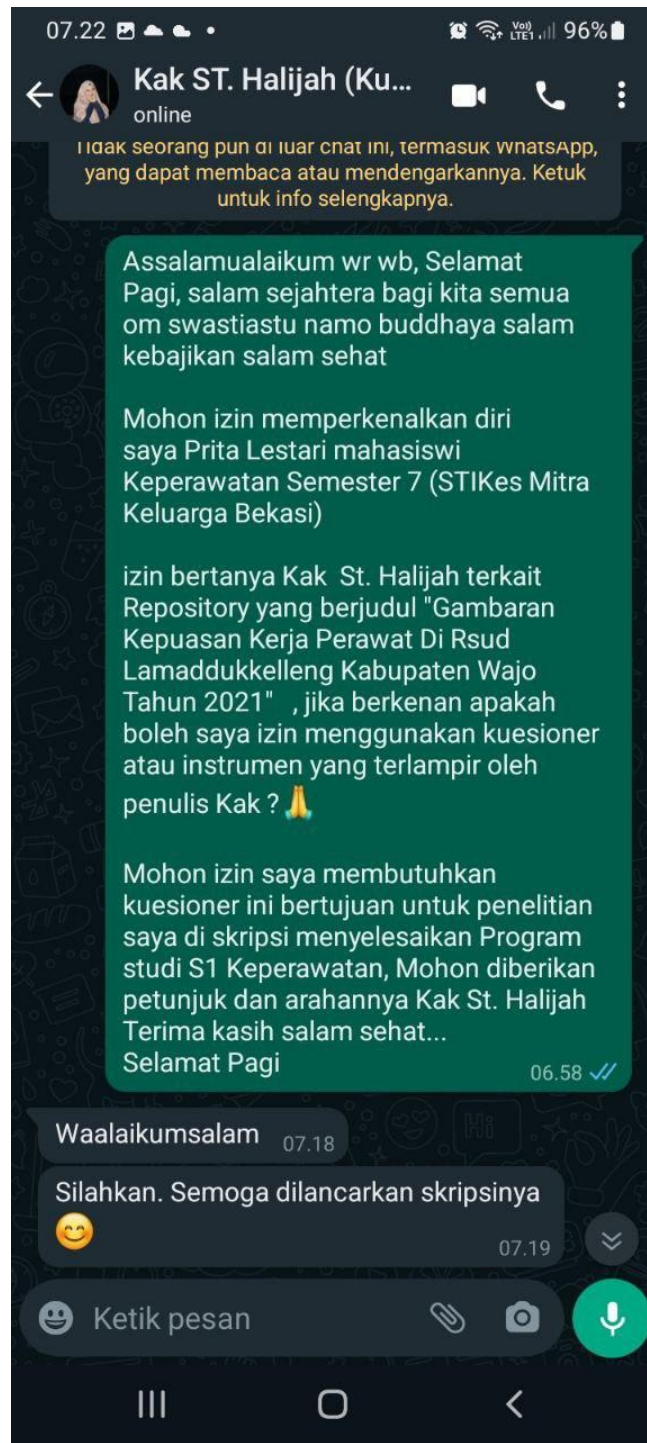 07.22
Voi) LTE1 96%
Kak ST. Halijah (Ku...
online
Tidak seorang pun di luar chat ini, termasuk WhatsApp,
yang dapat membaca atau mendengarkannya. Ketuk
untuk info selengkapnya.
Assalamualaikum wr wb, Selamat
Pagi, salam sejahtera bagi kita semua
om swastiastu namo buddhaya salam
kebajikan salam sehat
Mohon izin memperkenalkan diri
saya Prita Lestari mahasiswi
Keperawatan Semester 7 (STIKes Mitra
Keluarga Bekasi)
izin bertanya Kak  St. Halijah terkait
Repository yang berjudul "Gambaran
Kepuasan Kerja Perawat Di Rsud
Lamaddukkelleng Kabupaten Wajo
Tahun 2021"  , jika berkenan apakah
boleh saya izin menggunakan kuesioner
atau instrumen yang terlampir oleh
penulis Kak ?🙏
Mohon izin saya membutuhkan
kuesioner ini bertujuan untuk penelitian
saya di skripsi menyelesaikan Program
studi S1 Keperawatan, Mohon diberikan
petunjuk dan arahannya Kak St. Halijah
Terima kasih salam sehat...
Selamat Pagi
06.58
Waalaikumsalam 07.18
Silahkan. Semoga dilancarkan skripsinya
😊
07.19
Ketik pesan